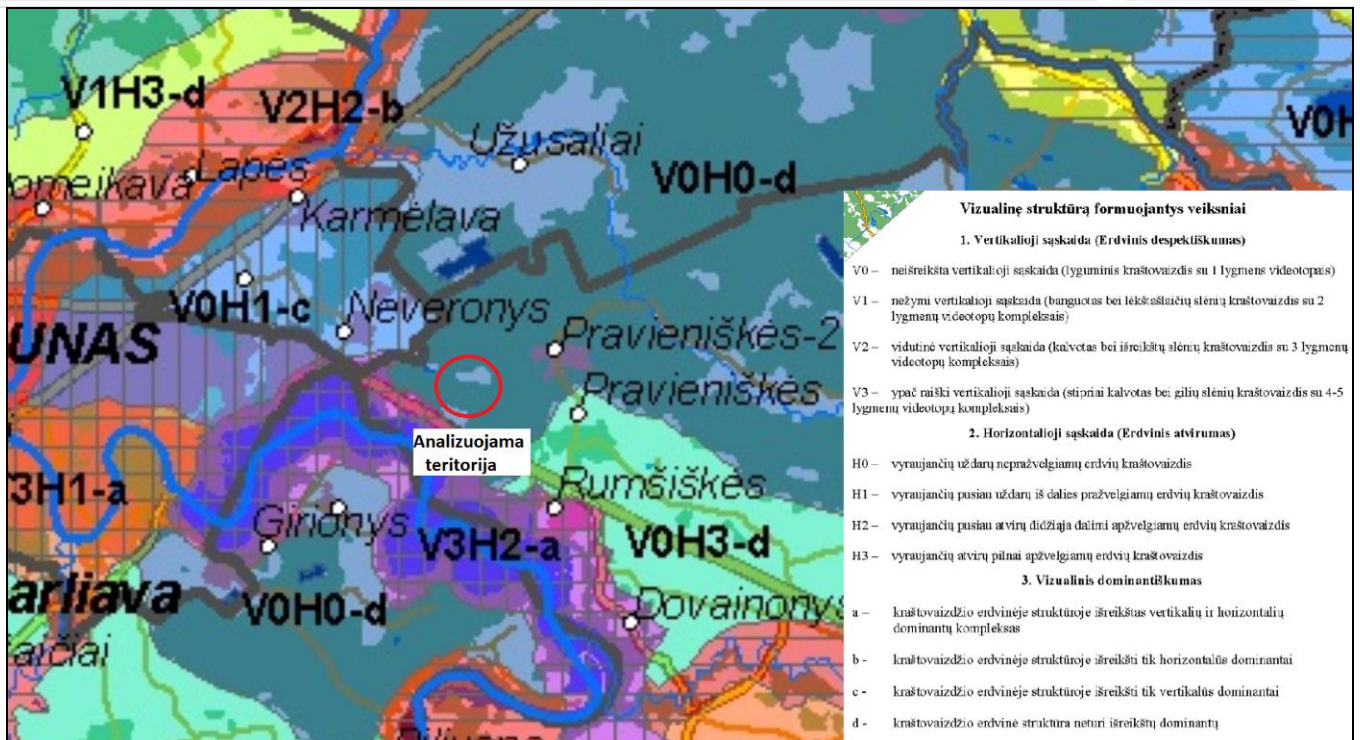 V1H3-d
V2H2-b
Užusaliai
V0H0-d
Lapės
Karmėlava
V0H1-c
Neveronys
UNAS
Pravieniškės-2
Pravieniškės
Analizuojama
teritorija
3H1-a
Rumšiškės
Girionys
V3H2-a
V0H3-d
arliava
V0H0-d
Dovainonys
Vizualinę struktūrą formuojantys veiksniai
1. Vertikalioji sąskaida (Erdvinis despektiškumas)
V0 – neišreikšta vertikalioji sąskaida (lyguminis kraštovaizdis su 1 lygmens videotopais)
V1 – nežymi vertikalioji sąskaida (banguotas bei lėkštašlaičių slėnių kraštovaizdis su 2
lygmenų videotopų kompleksais)
V2 – vidutinė vertikalioji sąskaida (kalvotas bei išreikštų slėnių kraštovaizdis su 3 lygmenų
videotopų kompleksais)
V3 – ypač raiški vertikalioji sąskaida (stipriai kalvotas bei gilių slėnių kraštovaizdis su 4-5
lygmenų videotopų kompleksais)
2. Horizontalioji sąskaida (Erdvinis atvirumas)
H0 – vyraujančių uždarų nepražvelgiamų erdvių kraštovaizdis
H1 – vyraujančių pusiau uždarų iš dalies pražvelgiamų erdvių kraštovaizdis
H2 – vyraujančių pusiau atvirų didžiąja dalimi apžvelgiamų erdvių kraštovaizdis
H3 – vyraujančių atvirų pilnai apžvelgiamų erdvių kraštovaizdis
3. Vizualinis dominantiškumas
a – kraštovaizdžio erdvinėje struktūroje išreikštas vertikalių ir horizontalių
dominantų kompleksas
b - kraštovaizdžio erdvinėje struktūroje išreikšti tik horizontalūs dominantai
c - kraštovaizdžio erdvinėje struktūroje išreikšti tik vertikalūs dominantai
d - kraštovaizdžio erdvinė struktūra neturi išreikštų dominantų